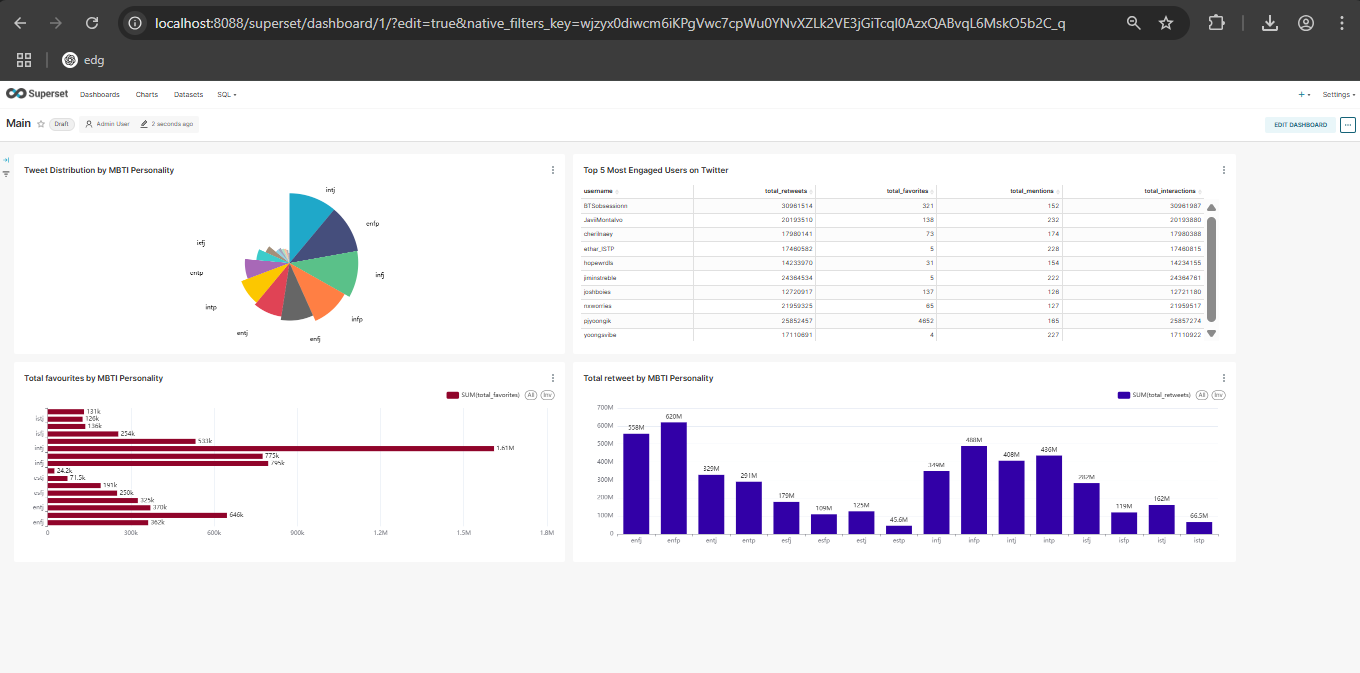 localhost:8088/superset/dashboard/1/?edit=true&native_filters_key=wjzyx0diwcm6iKPgVwc7cpWu0YNvXZLk2VE3jGiTcql0AzxQABvqL6MskO5b2C_q
edg
Superset Dashboards Charts Datasets SQL
+ Settings
Main Draft Admin User 2 seconds ago
EDIT DASHBOARD ...
Tweet Distribution by MBTI Personality
intj
enfp
infj
infp
enfj
entj
intp
entp
isfj
Top 5 Most Engaged Users on Twitter
username total_retweets total_favorites total_mentions total_interactions
BTSobsessionn 30961514 321 152 30961987
JaviiMontalvo 20193510 138 232 20193880
cherilnaey 17980141 73 174 17980388
ethar_ISTP 17460582 5 228 17460815
hopewrdls 14233970 31 154 14234155
jiminstreble 24364534 5 222 24364761
joshboies 12720917 137 126 12721180
nxworries 21959325 65 127 21959517
pjyoongik 25852457 4652 165 25857274
yoongsvibe 17110691 4 227 17110922
Total favourites by MBTI Personality
SUM(total_favorites) All Inv
131k
istj 126k
136k
isfj 254k
533k
intj 1.61M
775k
infj 795k
24.2k
estj 71.5k
191k
esfj 250k
325k
entj 370k
646k
enfj 362k
0 300k 600k 900k 1.2M 1.5M 1.8M
Total retweet by MBTI Personality
SUM(total_retweets) All Inv
700M
600M
500M
400M
300M
200M
100M
0
558M 620M 329M 291M 179M 109M 125M 45.6M 349M 488M 408M 436M 282M 119M 162M 66.5M
enfj enfp entj entp esfj esfp estj estp infj infp intj intp isfj isfp istj istp